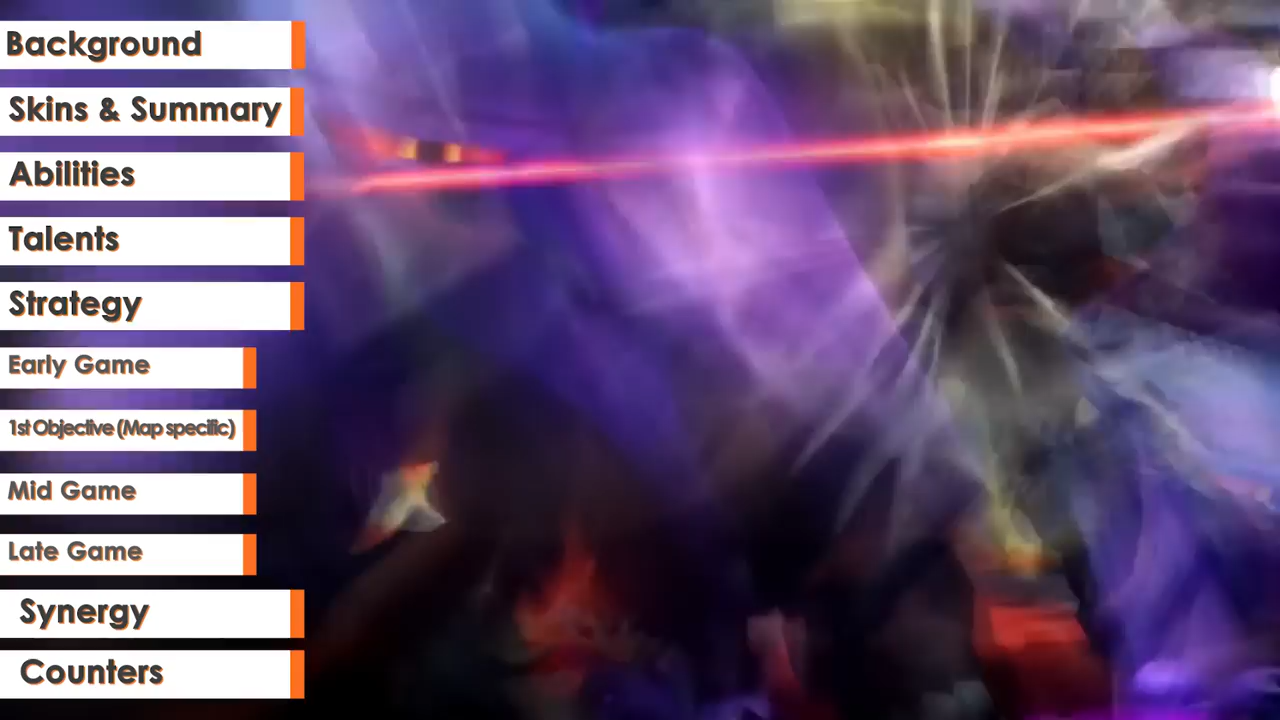 Background
Skins & Summary
Abilities
Talents
Strategy
Early Game
1st Objective (Map specific)
Mid Game
Late Game
Synergy
Counters